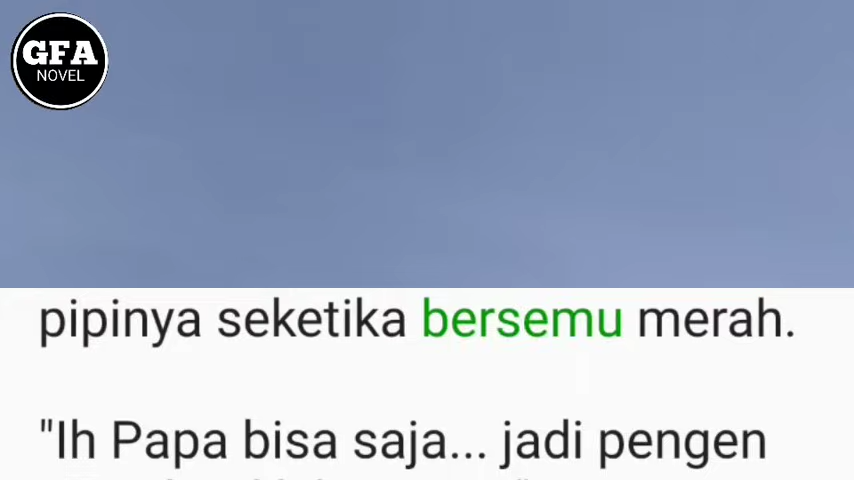 GFA
NOVEL
pipinya seketika bersemu merah.
"Ih Papa bisa saja... jadi pengen